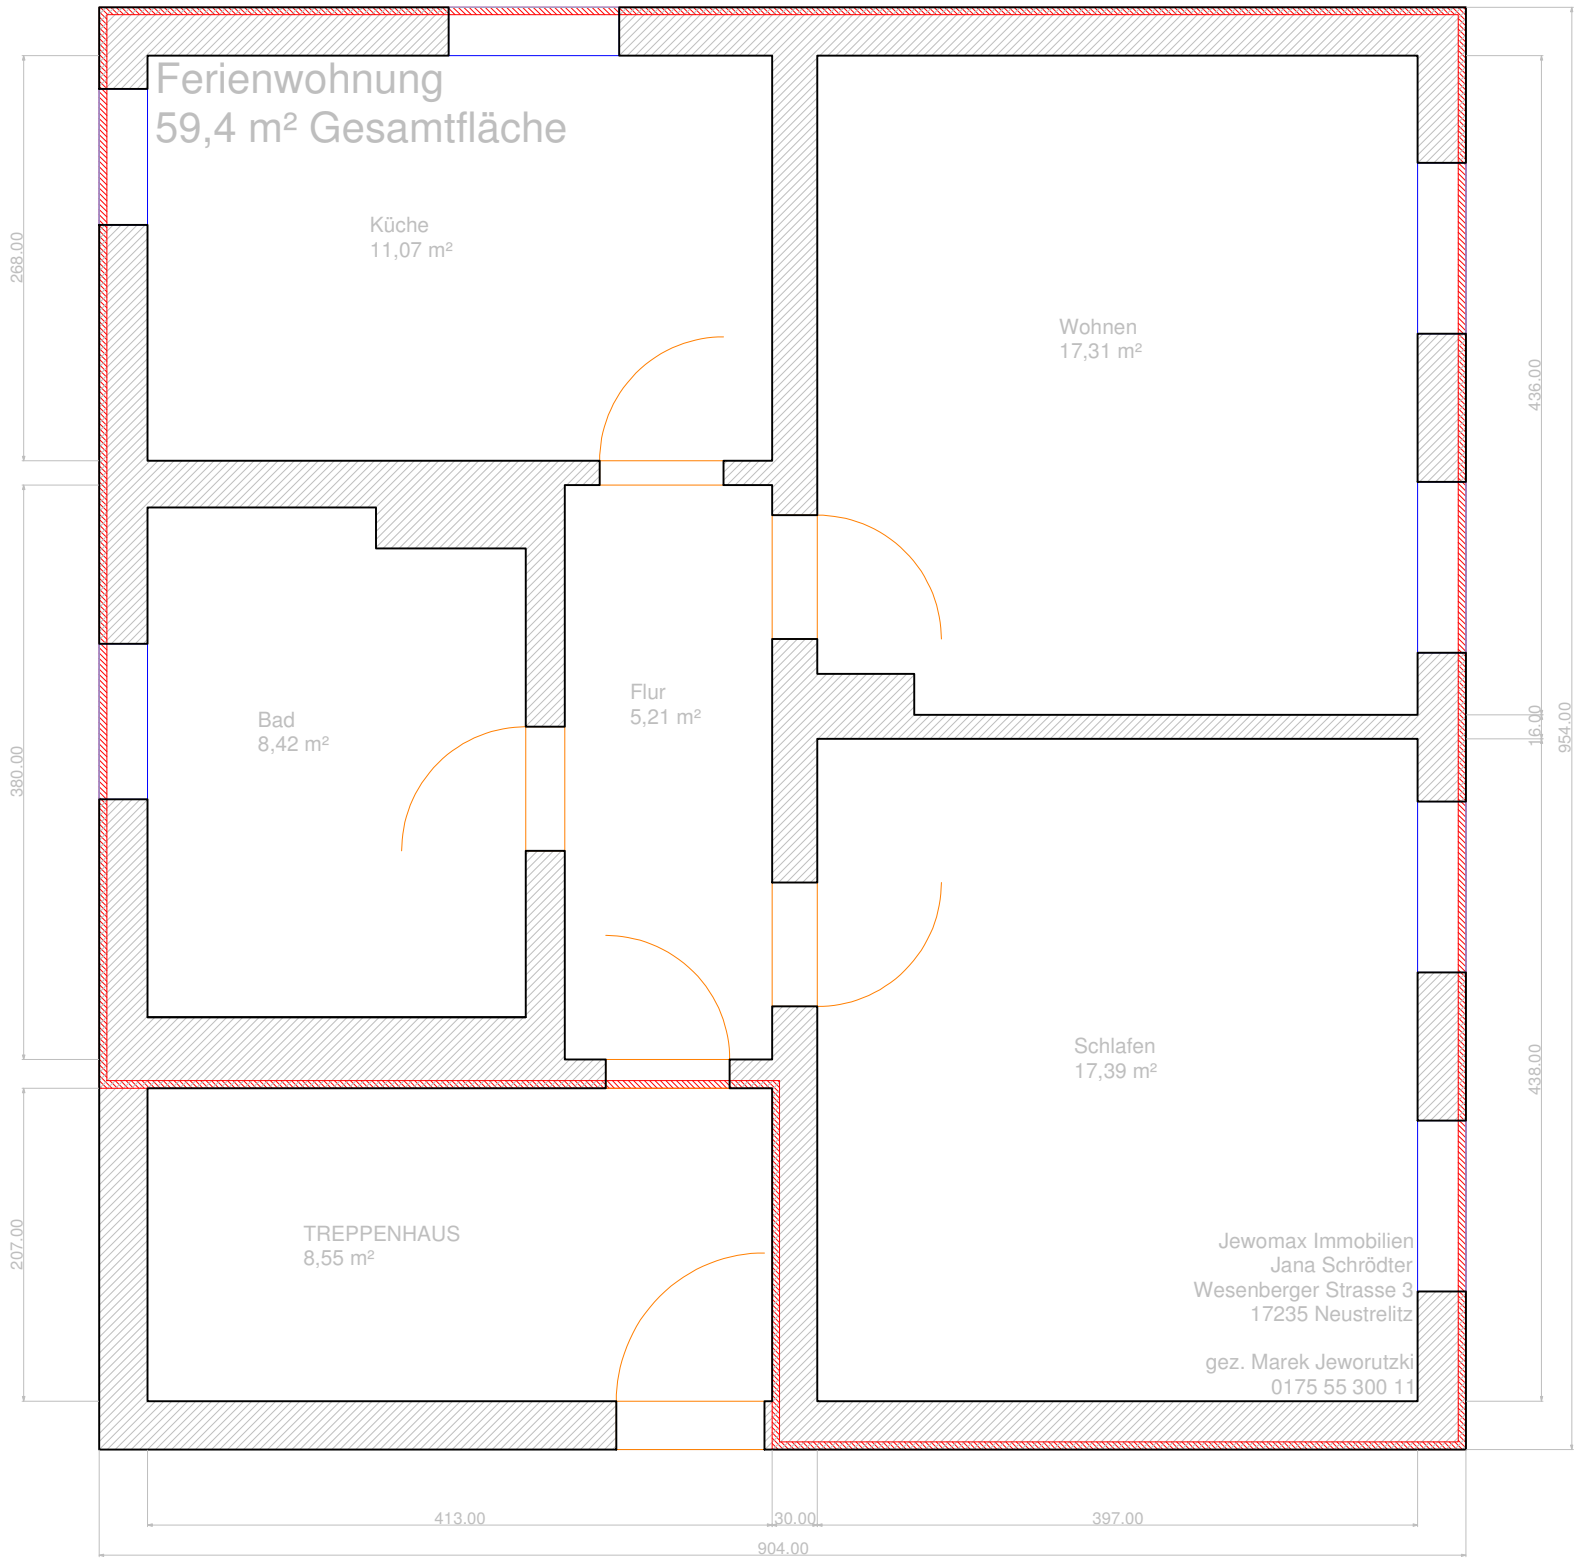 Ferienwohnung
59,4 m² Gesamtfläche
Küche
11,07 m²
268.00
Wohnen
17,31 m²
436.00
Flur
5,21 m²
Bad
8,42 m²
380.00
16.00
954.00
Schlafen
17,39 m²
438.00
TREPPENHAUS
8,55 m²
207.00
Jewomax Immobilien
Jana Schrödter
Wesenberger Strasse 3
17235 Neustrelitz
gez. Marek Jeworutzki
0175 55 300 11
413.00
30.00
397.00
904.00